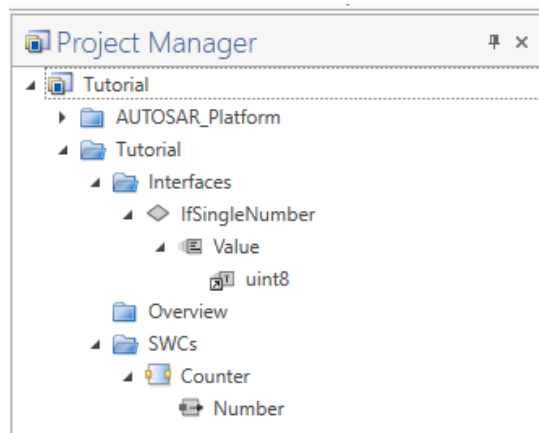 Project Manager
Tutorial
AUTOSAR_Platform
Tutorial
Interfaces
IfSingleNumber
Value
uint8
Overview
SWCs
Counter
Number